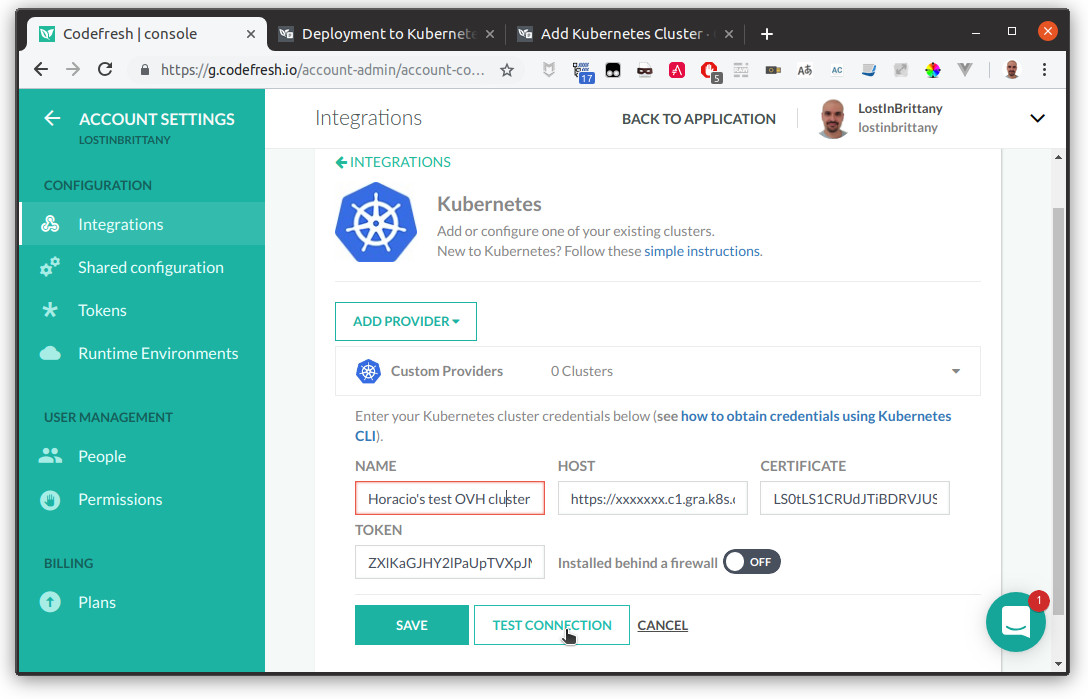 Codefresh | console
Deployment to Kubernete
Add Kubernetes Cluster
https://g.codefresh.io/account-admin/account-co...
17
5
AC
ACCOUNT SETTINGS
LOSTINBRITTANY
Integrations
BACK TO APPLICATION
LostInBrittany
lostinbrittany
CONFIGURATION
Integrations
Shared configuration
Tokens
Runtime Environments
USER MANAGEMENT
People
Permissions
BILLING
Plans
INTEGRATIONS
Kubernetes
Add or configure one of your existing clusters.
New to Kubernetes? Follow these simple instructions.
ADD PROVIDER
Custom Providers 0 Clusters
Enter your Kubernetes cluster credentials below (see how to obtain credentials using Kubernetes
CLI).
NAME HOST CERTIFICATE
Horacio's test OVH cluster https://xxxxxxx.c1.gra.k8s. LS0tLS1CRUdJTiBDRVJUS
TOKEN
ZXlKaGJHY2lPaUpTVXpJ Installed behind a firewall OFF
SAVE TEST CONNECTION CANCEL
1